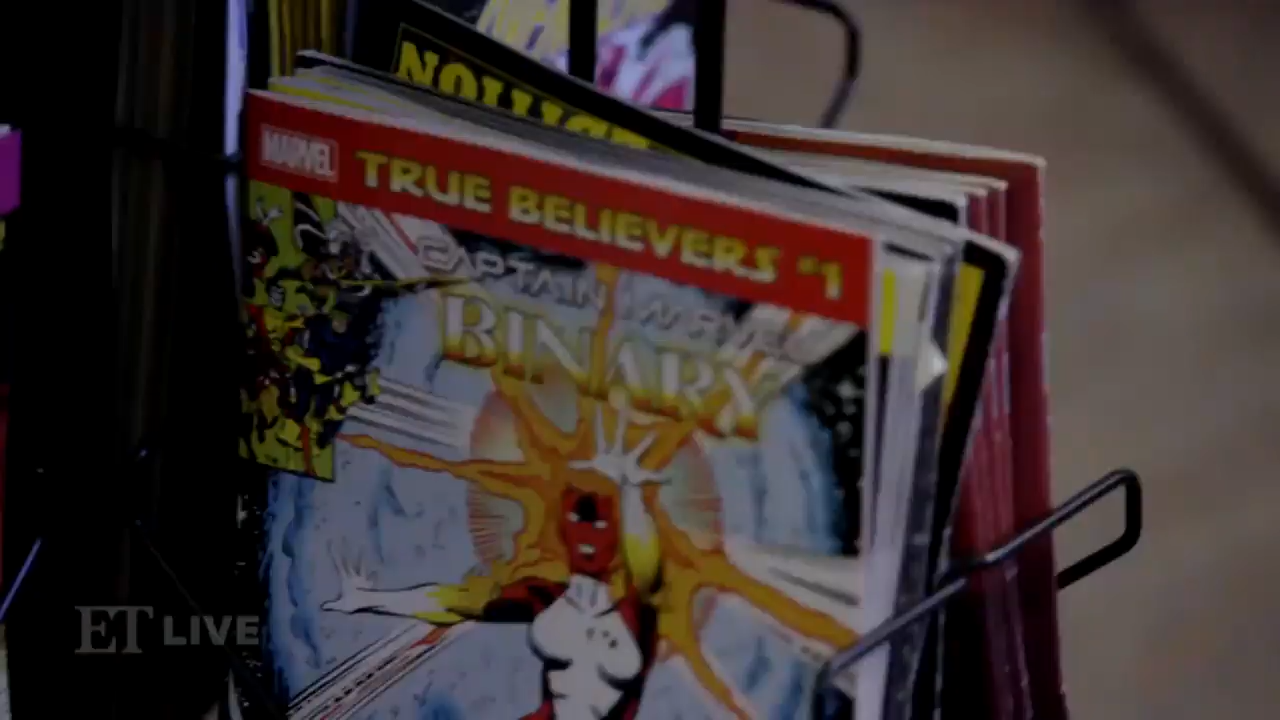 MARVEL
TRUE BELIEVERS #1
CAPTAIN MARVEL
BINARY
ET LIVE